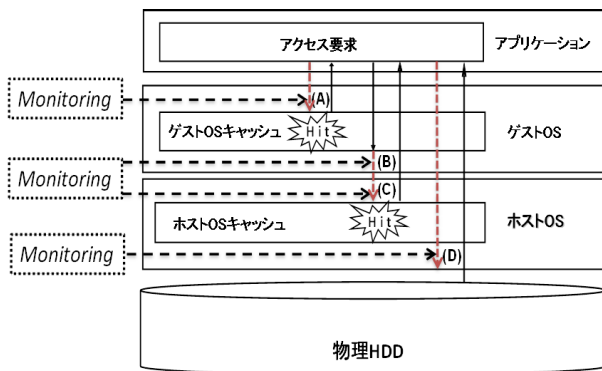 アクセス要求
アプリケーション
Monitoring
(A)
ゲストOSキャッシュ
Hit
ゲストOS
Monitoring
(B)
Monitoring
(C)
ホストOSキャッシュ
Hit
ホストOS
Monitoring
(D)
物理HDD